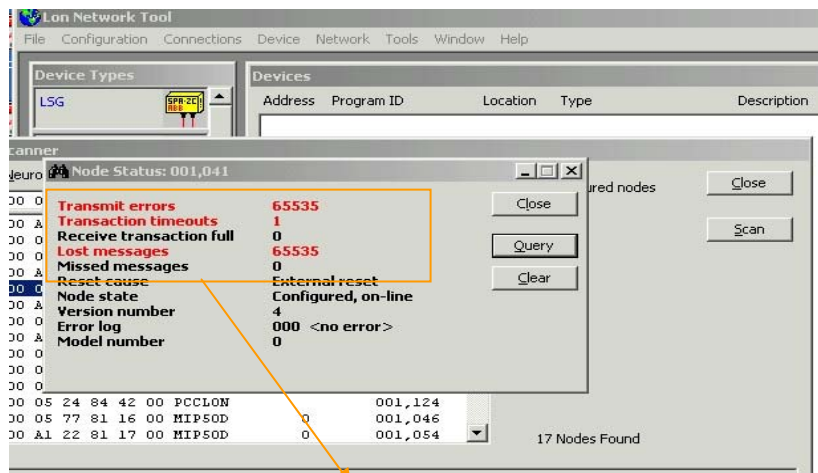 Lon Network Tool
File Configuration Connections Device Network Tools Window Help
Device Types
LSG
SPA-ZC
ABB
Devices
Address Program ID Location Type Description
canner
Neuro
Node Status: 001,041
ured nodes
Close
Scan
Transmit errors 65535
Transaction timeouts 1
Receive transaction full 0
Lost messages 65535
Missed messages 0
Reset cause External reset
Node state Configured, on-line
Version number 4
Error log 000 <no error>
Model number 0
Close
Query
Clear
00 05 24 84 42 00 PCCLON 001,124
00 05 77 81 16 00 MIP50D 0 001,046
00 A1 22 81 17 00 MIP50D 0 001,054
17 Nodes Found